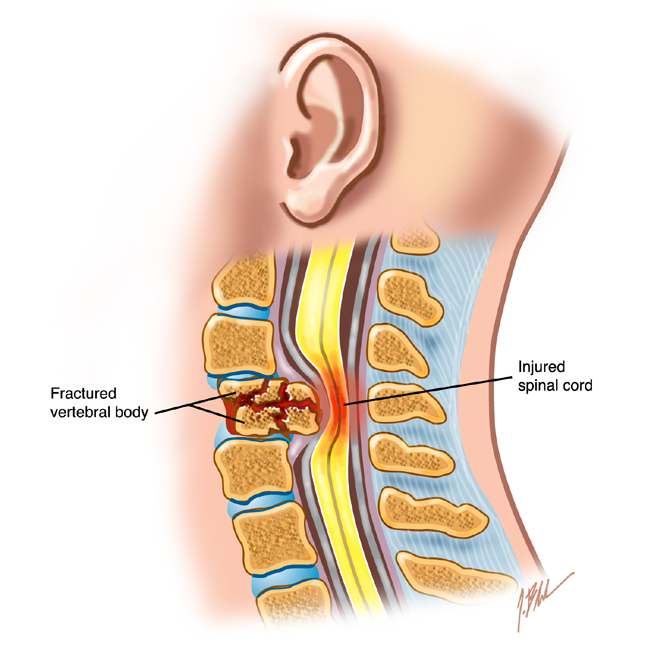 Fractured
vertebral body
Injured
spinal cord